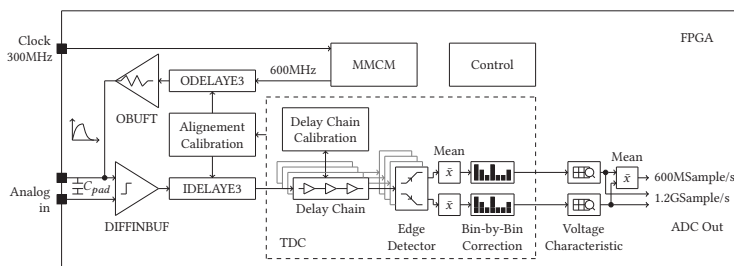 Clock
300MHz
FPGA
600MHz
MMCM
Control
ODELAYE3
OBUFT
Alignement
Calibration
Delay Chain
Calibration
Mean
x̄
Mean
x̄
600MSample/s
Cpad
IDELAYE3
Delay Chain
x̄
1.2GSample/s
Analog
in
DIFFINBUF
TDC
Edge
Detector
Bin-by-Bin
Correction
Voltage
Characteristic
ADC Out